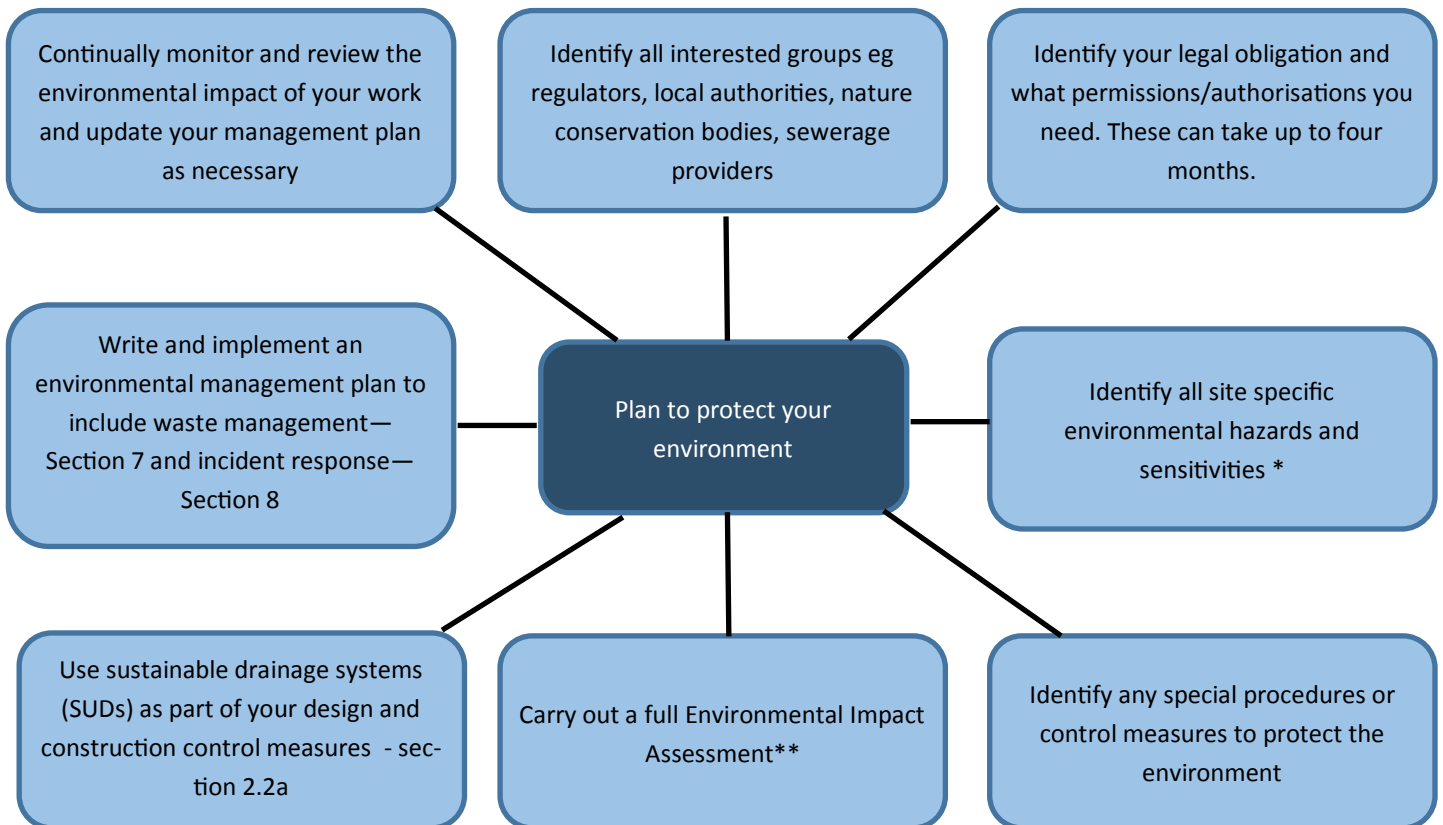 Continually monitor and review the
environmental impact of your work
and update your management plan
as necessary
Identify all interested groups eg
regulators, local authorities, nature
conservation bodies, sewerage
providers
Identify your legal obligation and
what permissions/authorisations you
need. These can take up to four
months.
Write and implement an
environmental management plan to
include waste management—
Section 7 and incident response—
Section 8
Plan to protect your
environment
Identify all site specific
environmental hazards and
sensitivities *
Use sustainable drainage systems
(SUDs) as part of your design and
construction control measures  - sec-
tion 2.2a
Carry out a full Environmental Impact
Assessment**
Identify any special procedures or
control measures to protect the
environment